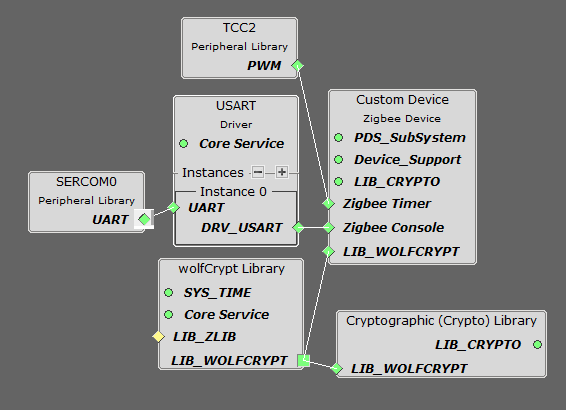 TCC2
Peripheral Library
PWM
USART
Driver
Core Service
Instances
Instance 0
UART
DRV_USART
Custom Device
Zigbee Device
PDS_SubSystem
Device_Support
LIB_CRYPTO
Zigbee Timer
Zigbee Console
LIB_WOLFCRYPT
SERCOM0
Peripheral Library
UART
wolfCrypt Library
SYS_TIME
Core Service
LIB_ZLIB
LIB_WOLFCRYPT
Cryptographic (Crypto) Library
LIB_CRYPTO
LIB_WOLFCRYPT